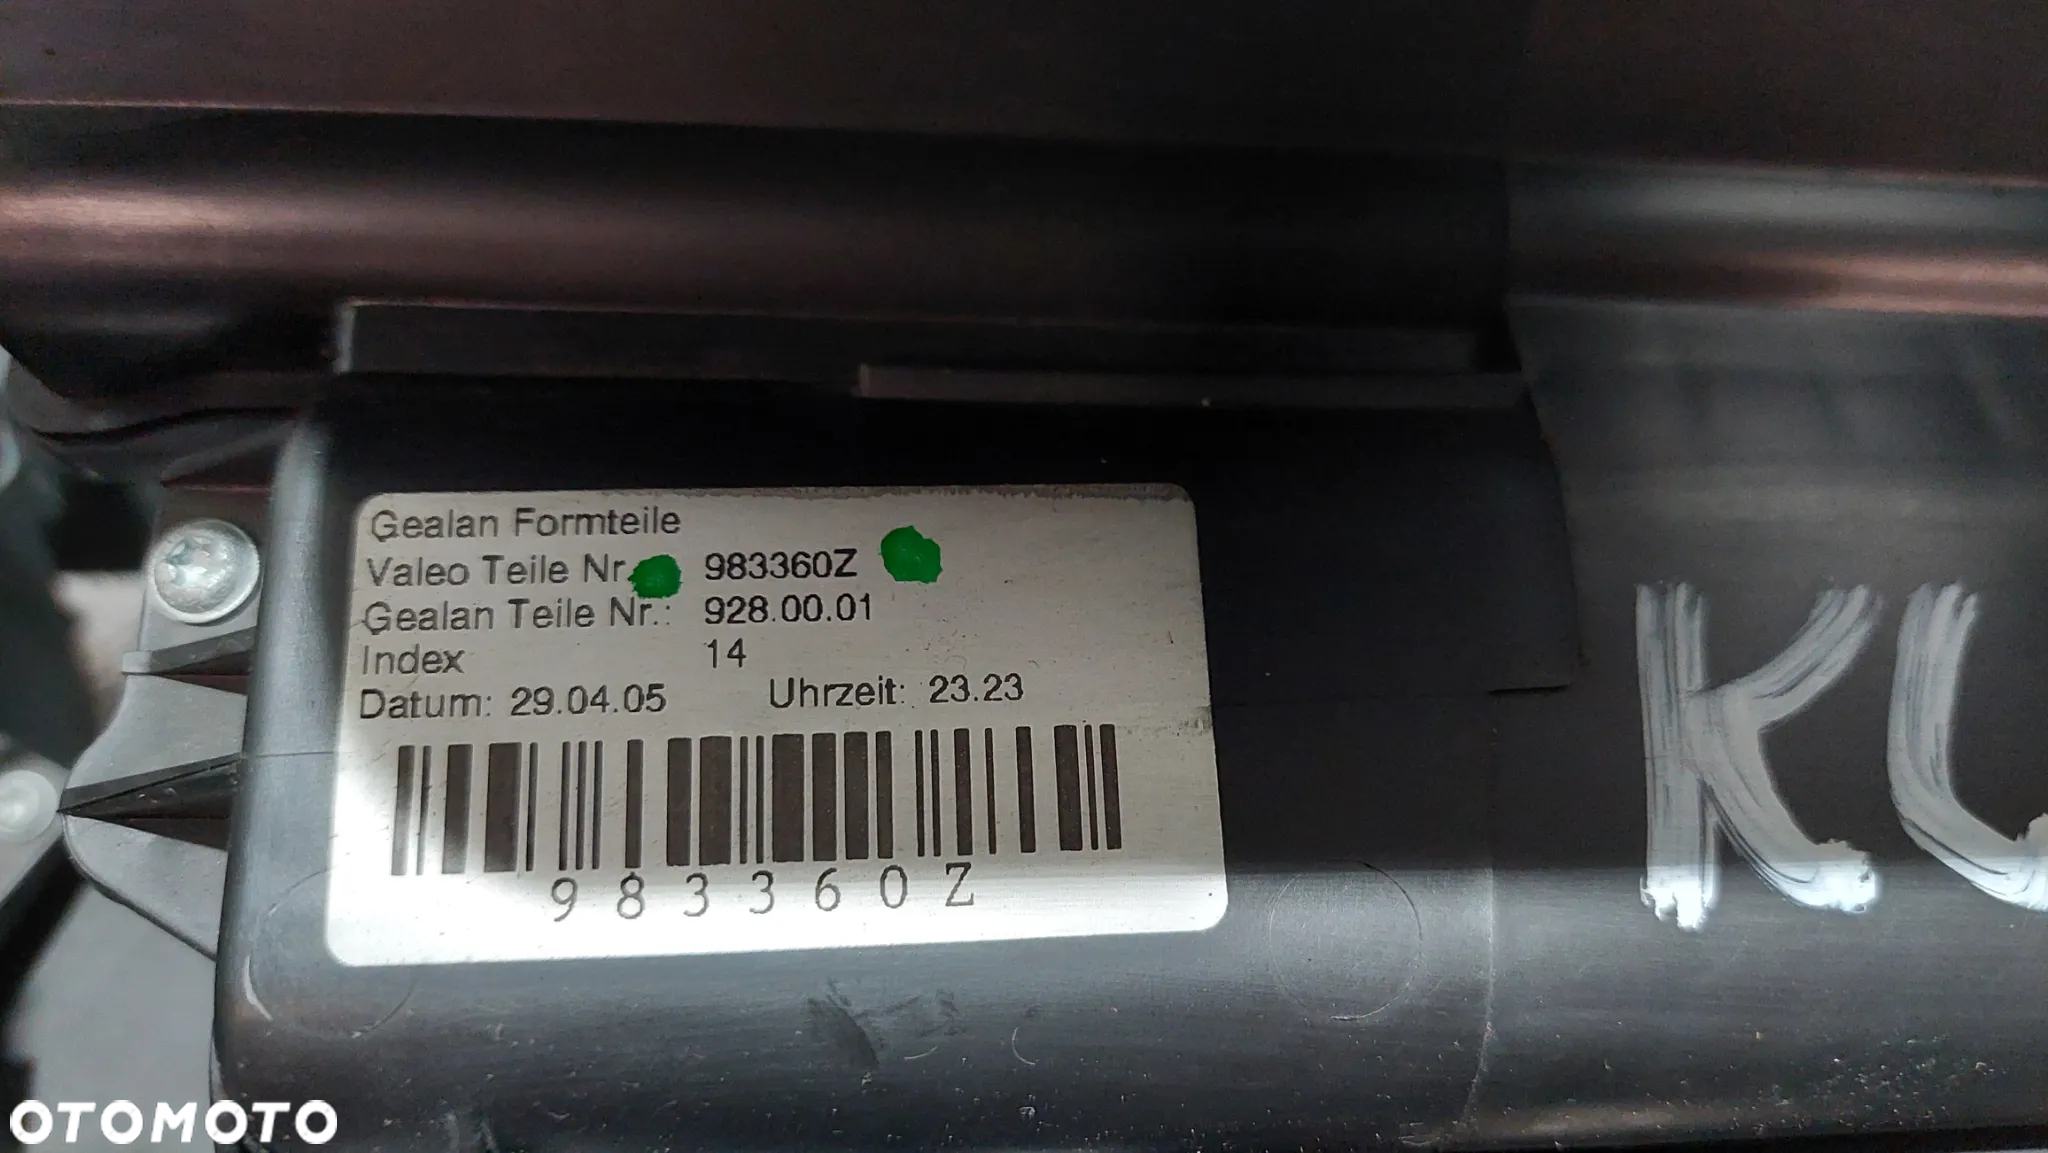 Gealan Formteile
Valeo Teile Nr. 983360Z
Gealan Teile Nr.: 928.00.01
Index 14
Datum: 29.04.05 Uhrzeit: 23.23
983360Z
OTOMOTO